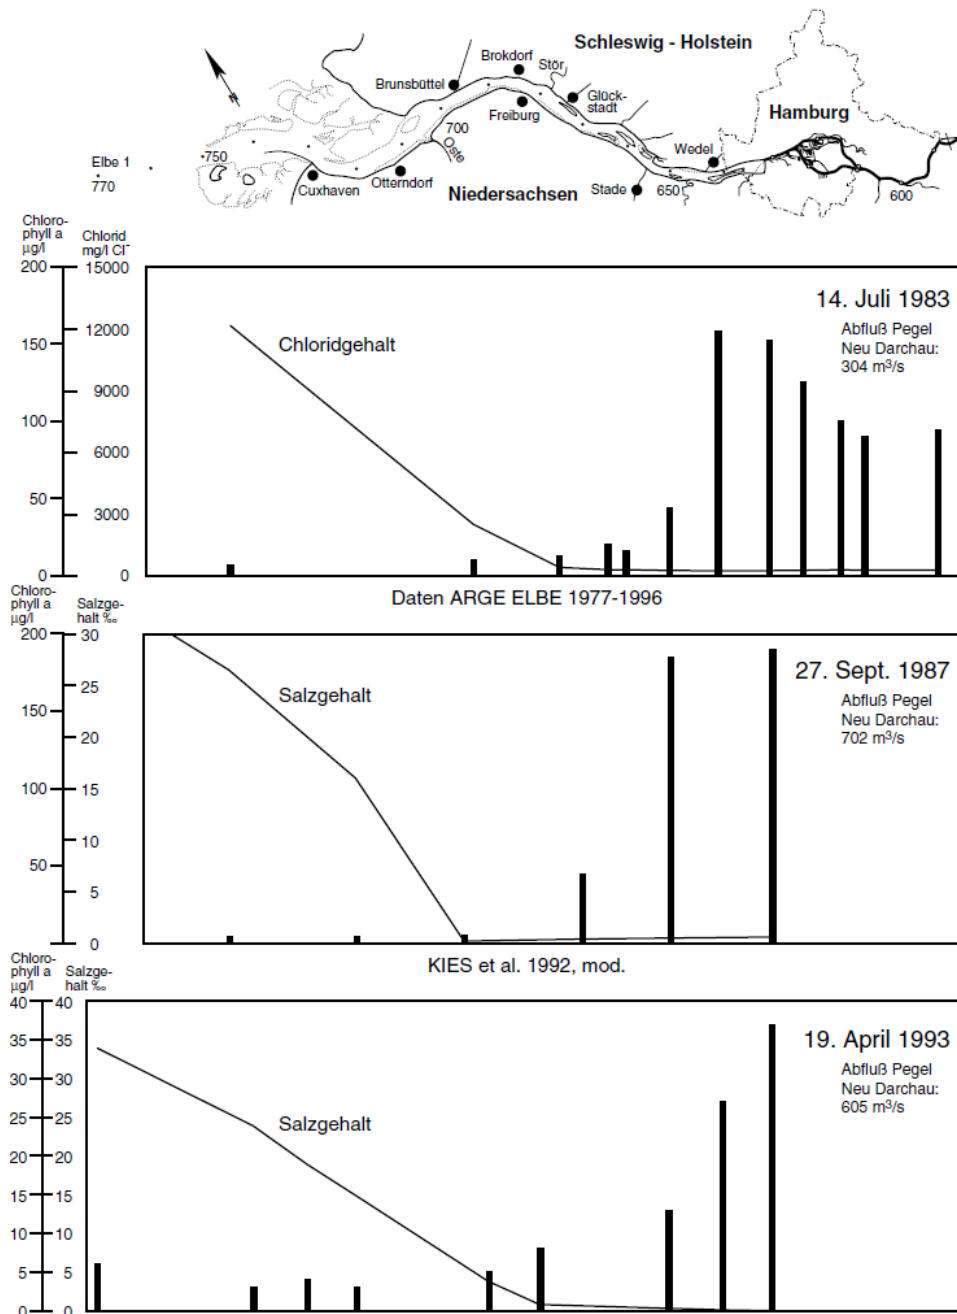 Schleswig - Holstein
Brokdorf
Stör
Brunsbüttel
Glück-
stadt
Freiburg
Hamburg
N
700
Oste
Wedel
Elbe 1
750
770
Cuxhaven
Otterndorf
Niedersachsen
Stade
650
600
Chloro-
phyll a
µg/l
Chlorid
mg/l Cl⁻
200
150
100
50
0
15000
12000
9000
6000
3000
0
Chloridgehalt
14. Juli 1983
Abfluß Pegel
Neu Darchau:
304 m³/s
Daten ARGE ELBE 1977-1996
Chloro-
phyll a
µg/l
Salzge-
halt ‰
200
150
100
50
0
30
25
20
15
10
5
0
Salzgehalt
27. Sept. 1987
Abfluß Pegel
Neu Darchau:
702 m³/s
KIES et al. 1992, mod.
Chloro-
phyll a
µg/l
Salzge-
halt ‰
40
35
30
25
20
15
10
5
0
40
35
30
25
20
15
10
5
0
Salzgehalt
19. April 1993
Abfluß Pegel
Neu Darchau:
605 m³/s